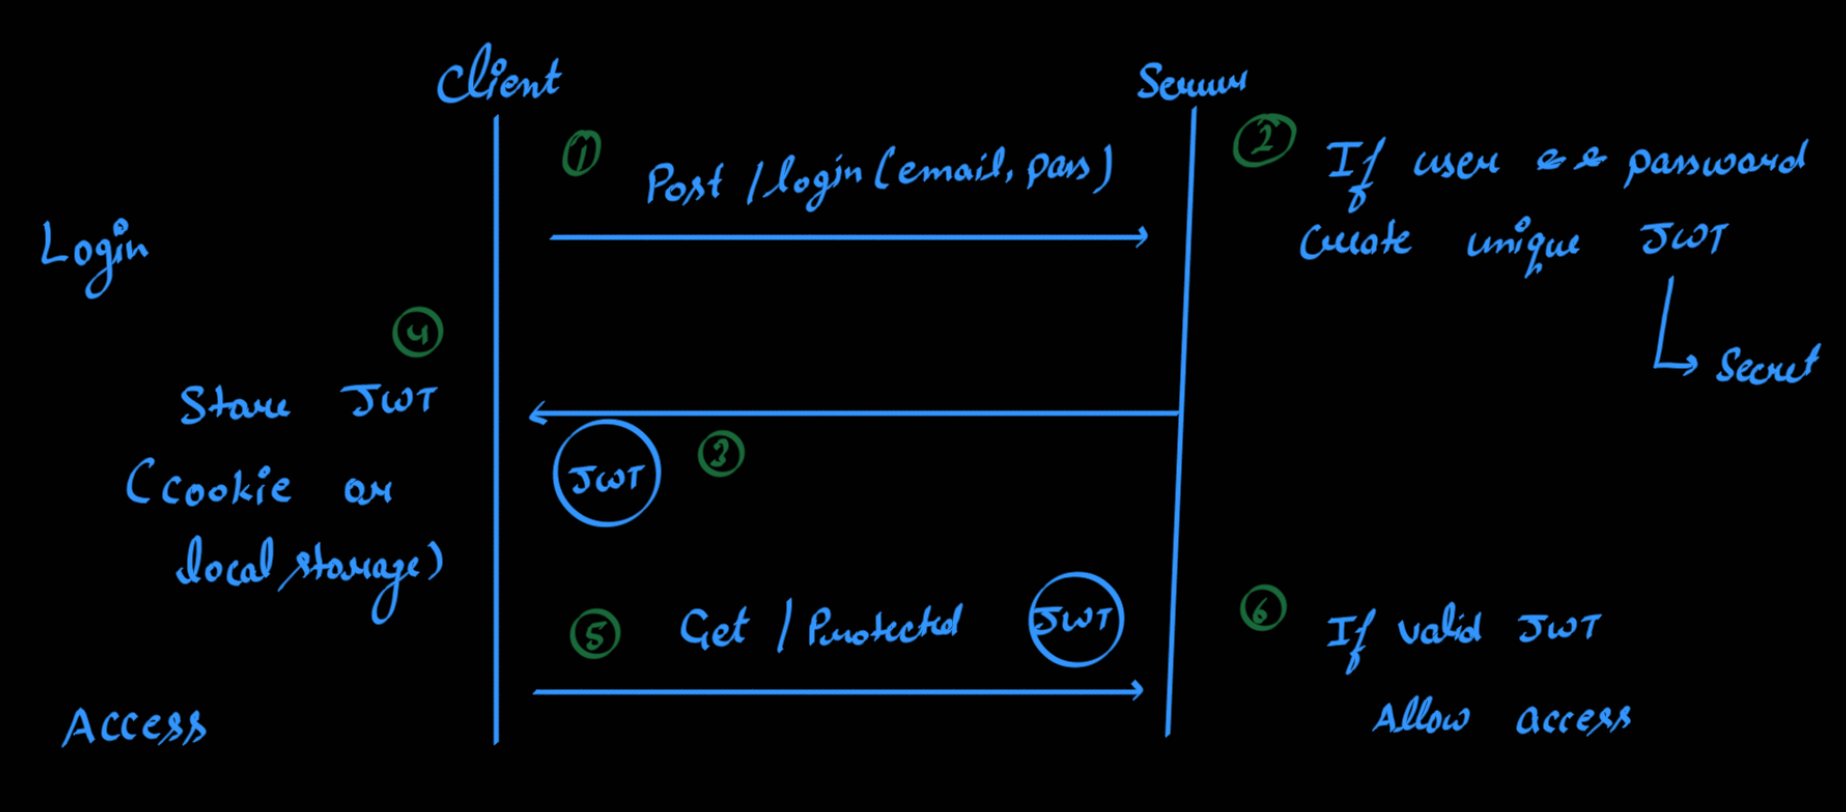 Client
Server
①
Post /login (email, pass)
②
If user && password
Create unique JWT
Secret
Login
④
Store JWT
(cookie or
local storage)
JWT
③
⑤
Get / Protected
JWT
⑥
If valid JWT
Allow access
Access